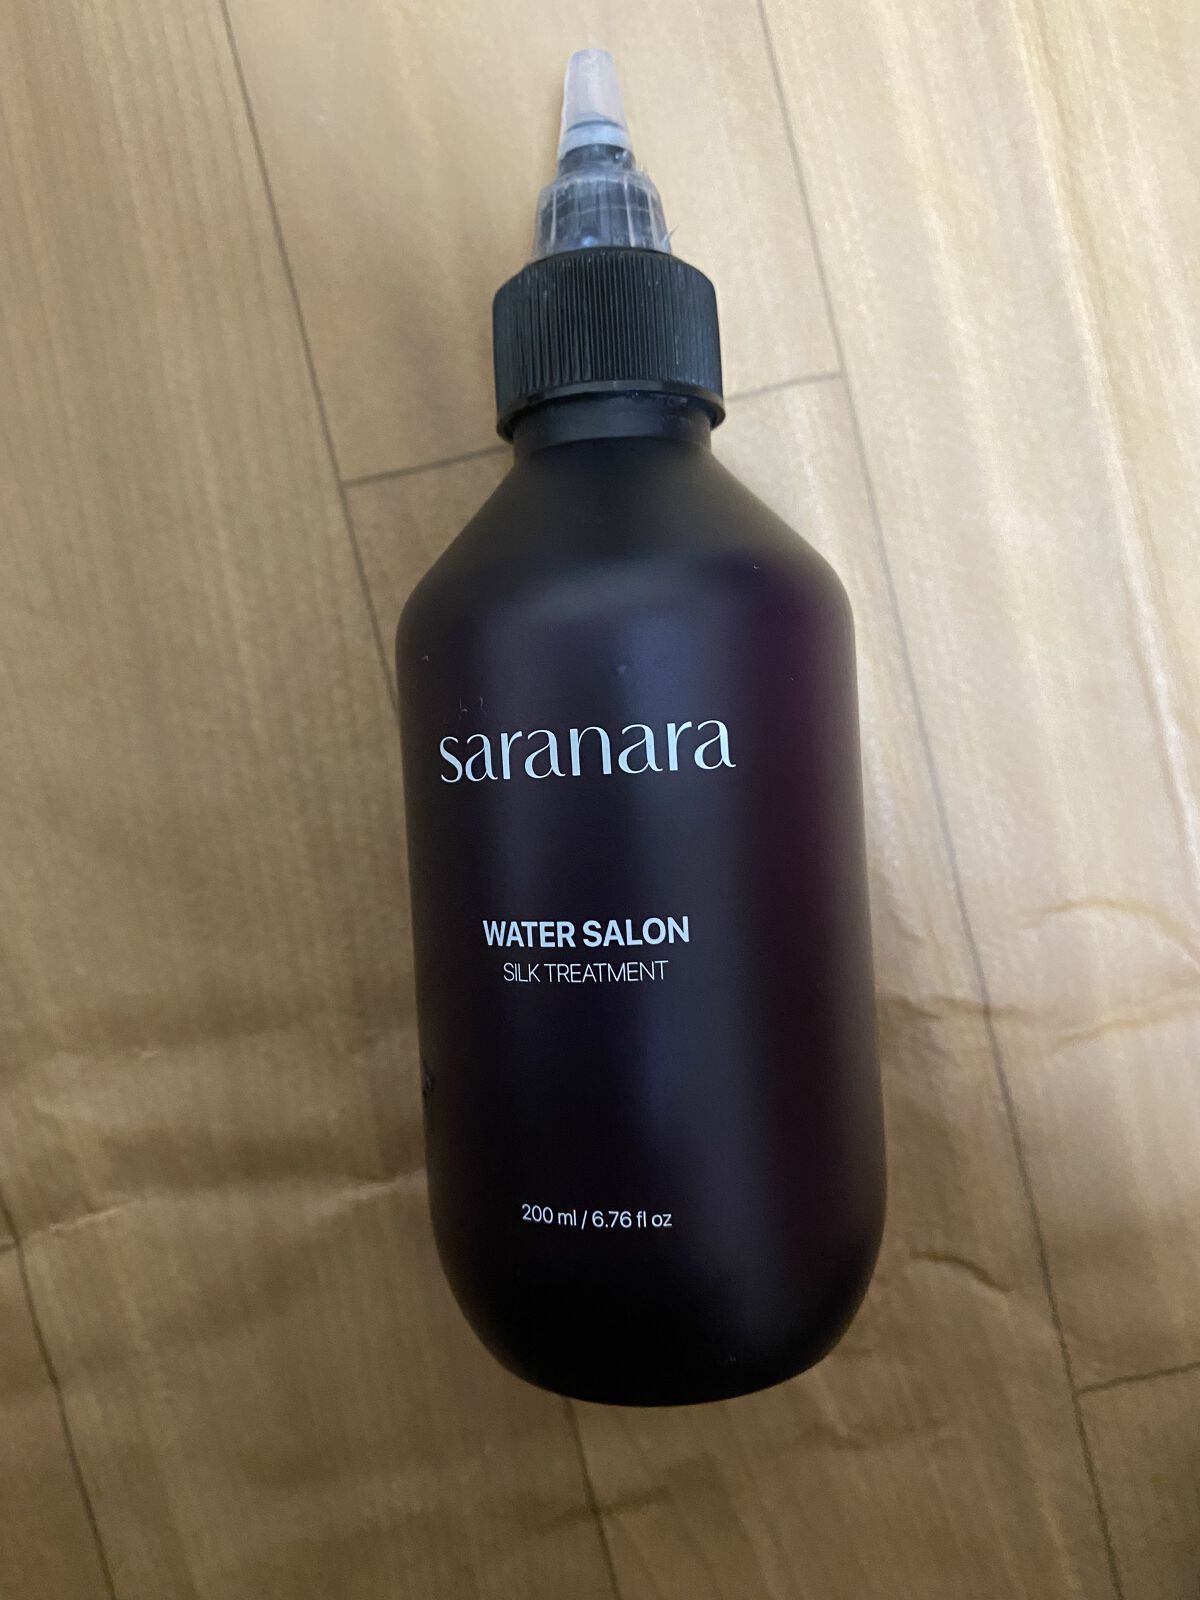 saranara
WATER SALON
SILK TREATMENT
200 ml / 6.76 fl oz